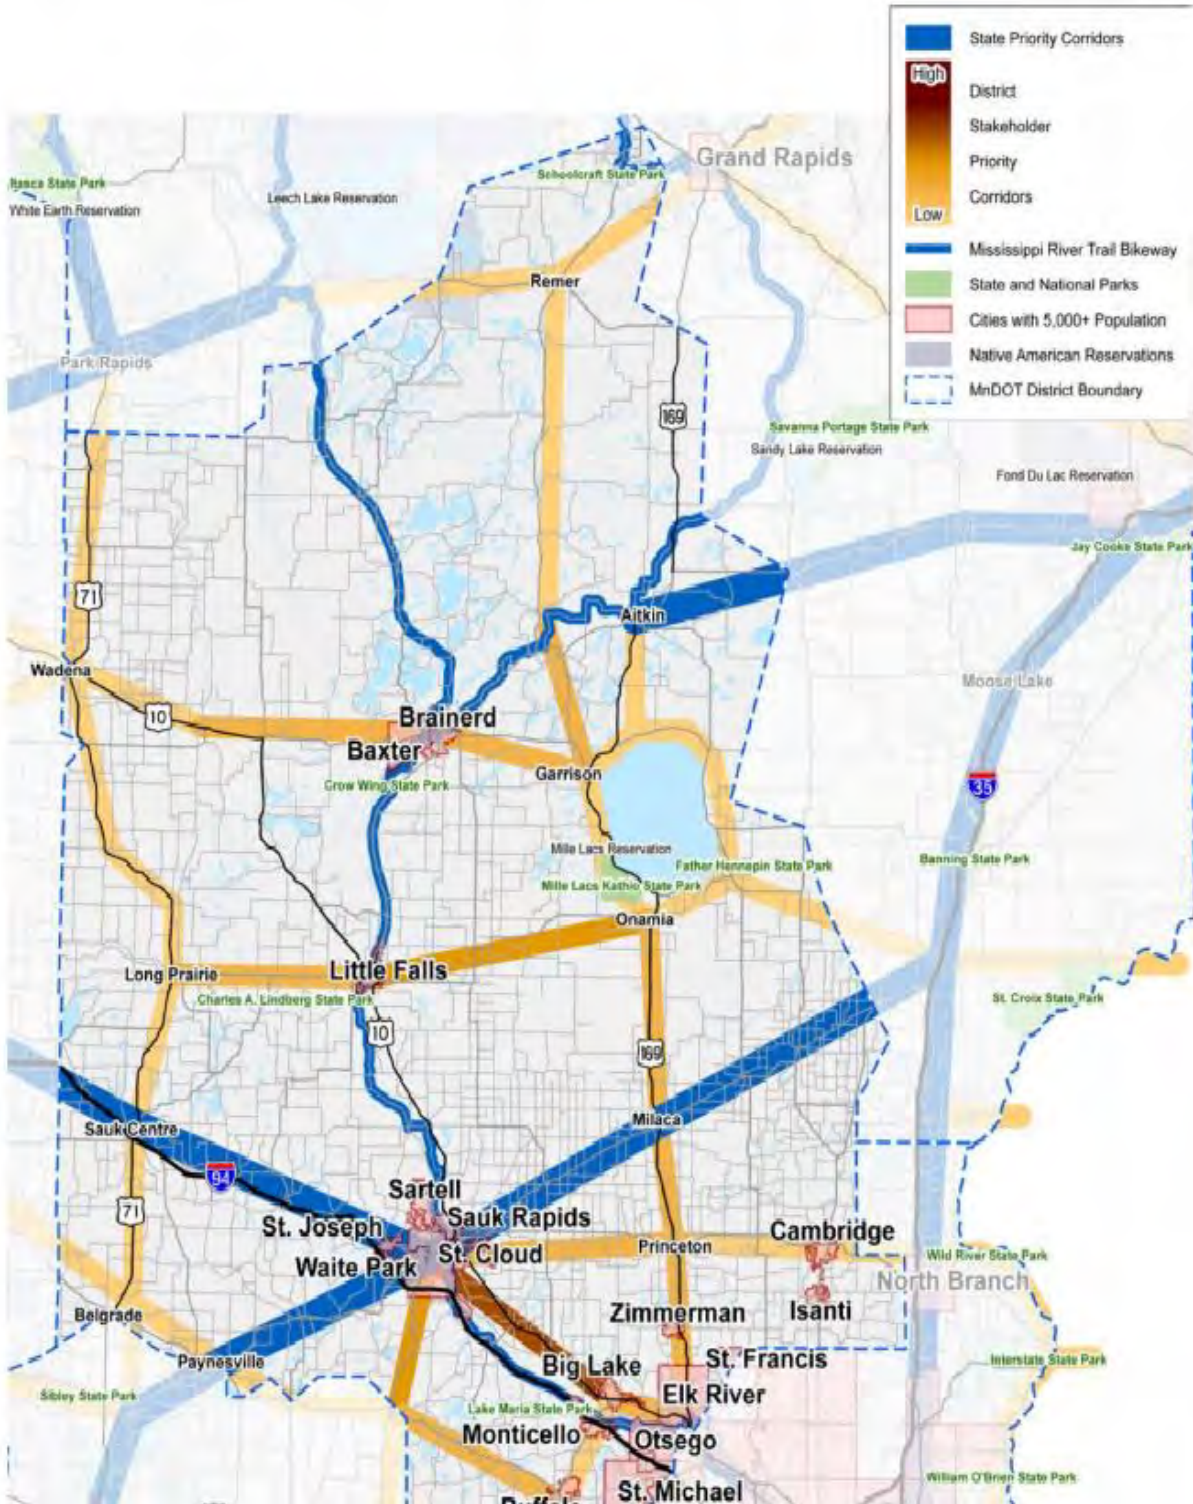 State Priority Corridors
High
District
Stakeholder
Priority
Corridors
Low
Mississippi River Trail Bikeway
State and National Parks
Cities with 5,000+ Population
Native American Reservations
MnDOT District Boundary
Grand Rapids
Schoolcraft State Park
Itasca State Park
White Earth Reservation
Leech Lake Reservation
Remer
Park Rapids
169
Savanna Portage State Park
Sandy Lake Reservation
Fond Du Lac Reservation
Jay Cooke State Park
71
Aitkin
Wadena
Moose Lake
10
Brainerd
Baxter
Garrison
Crow Wing State Park
35
Mille Lacs Reservation
Father Hennepin State Park
Banning State Park
Mille Lacs Kathio State Park
Onamia
Long Prairie
Little Falls
Charles A. Lindberg State Park
St. Croix State Park
10
169
Milaca
Sauk Centre
94
Sartell
71
St. Joseph
Sauk Rapids
Cambridge
St. Cloud
Princeton
Waite Park
Wild River State Park
North Branch
Belgrade
Zimmerman
Isanti
Paynesville
Big Lake
St. Francis
Interstate State Park
Sibley State Park
Elk River
Lake Maria State Park
Monticello
Otsego
William O'Brien State Park
St. Michael